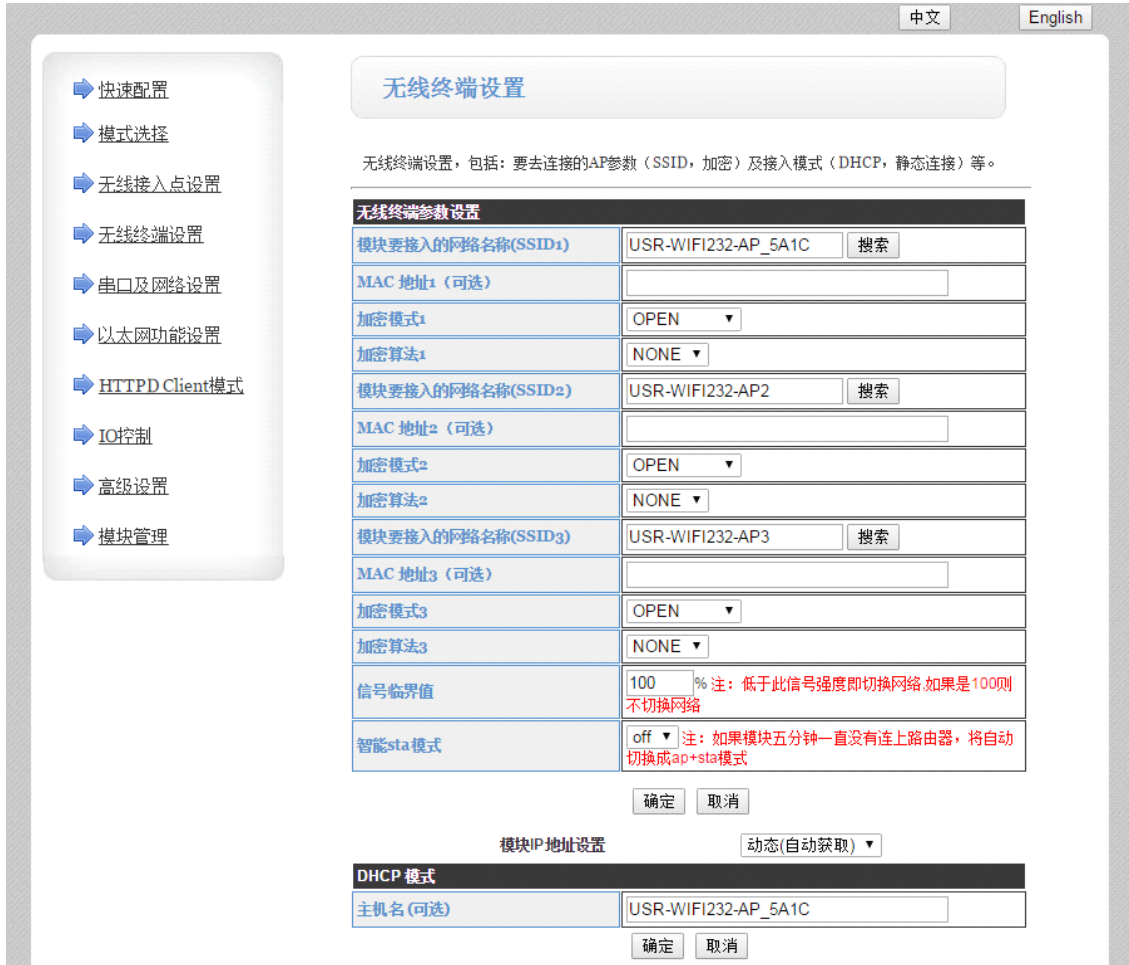 中文 English
快速配置
模式选择
无线接入点设置
无线终端设置
串口及网络设置
以太网功能设置
HTTPD Client模式
IO控制
高级设置
模块管理
无线终端设置
无线终端设置，包括：要去连接的AP参数（SSID，加密）及接入模式（DHCP，静态连接）等。
无线终端参数设置
模块要接入的网络名称(SSID1) USR-WIFI232-AP_5A1C 搜索
MAC 地址1（可选）
加密模式1 OPEN
加密算法1 NONE
模块要接入的网络名称(SSID2) USR-WIFI232-AP2 搜索
MAC 地址2（可选）
加密模式2 OPEN
加密算法2 NONE
模块要接入的网络名称(SSID3) USR-WIFI232-AP3 搜索
MAC 地址3（可选）
加密模式3 OPEN
加密算法3 NONE
信号临界值 100 % 注：低于此信号强度即切换网络,如果是100则
不切换网络
智能sta模式 off 注：如果模块五分钟一直没有连上路由器，将自动
切换成ap+sta模式
确定 取消
模块IP地址设置 动态(自动获取)
DHCP 模式
主机名(可选) USR-WIFI232-AP_5A1C
确定 取消